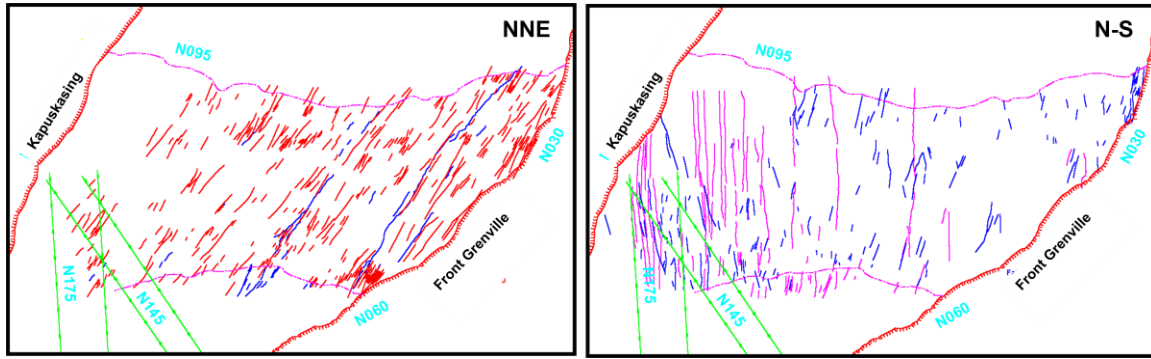 NNE
N095
Kapuskasing
N030
N175
N145
N060
Front Grenville
N-S
N095
Kapuskasing
N030
N175
N145
N060
Front Grenville